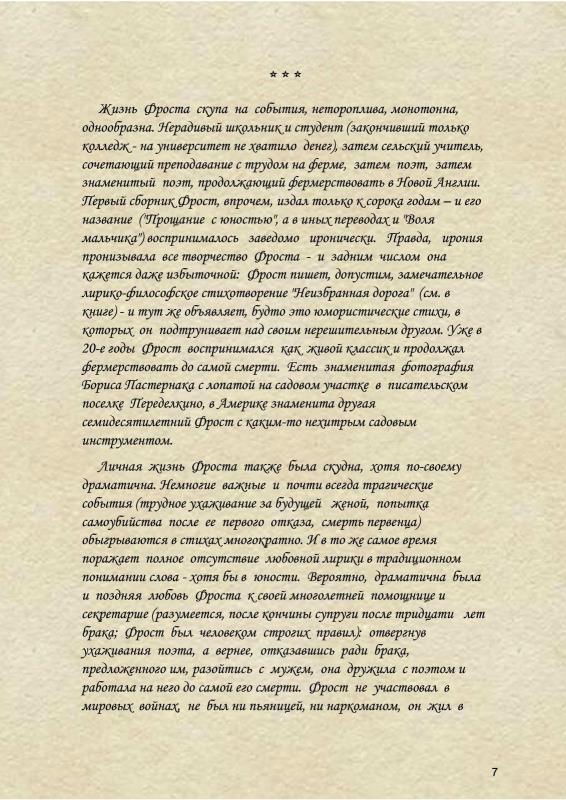 * * *
Жизнь Фроста скупа на события, нетороплива, монотонна,
однообразна. Нерадивый школьник и студент (закончивший только
колледж - на университет не хватило денег), затем сельский учитель,
сочетающий преподавание с трудом на ферме, затем поэт, затем
знаменитый поэт, продолжающий фермерствовать в Новой Англии.
Первый сборник Фрост, впрочем, издал только к сорока годам – и его
название ("Прощание с юностью", а в иных переводах и "Воля
мальчика") воспринималось заведомо иронически. Правда, ирония
пронизывала все творчество Фроста - и задним числом она
кажется даже избыточной: Фрост пишет, допустим, замечательное
лирико-философское стихотворение "Неизбранная дорога" (см. в
книге) - и тут же объявляет, будто это юмористические стихи, в
которых он подтрунивает над своим нерешительным другом. Уже в
20-е годы Фрост воспринимался как живой классик и продолжал
фермерствовать до самой смерти. Есть знаменитая фотография
Бориса Пастернака с лопатой на садовом участке в писательском
поселке Переделкино, в Америке знаменита другая
семидесятилетний Фрост с каким-то нехитрым садовым
инструментом.
Личная жизнь Фроста также была скудна, хотя по-своему
драматична. Немногие важные и почти всегда трагические
события (трудное ухаживание за будущей женой, попытка
самоубийства после ее первого отказа, смерть первенца)
обыгрываются в стихах многократно. И в то же самое время
поражает полное отсутствие любовной лирики в традиционном
понимании слова - хотя бы в юности. Вероятно, драматична была
и поздняя любовь Фроста к своей многолетней помощнице и
секретарше (разумеется, после кончины супруги после тридцати лет
брака; Фрост был человеком строгих правил): отвергнув
ухаживания поэта, а вернее, отказавшись ради брака,
предложенного им, разойтись с мужем, она дружила с поэтом и
работала на него до самой его смерти. Фрост не участвовал в
мировых войнах, не был ни пьяницей, ни наркоманом, он жил в
7